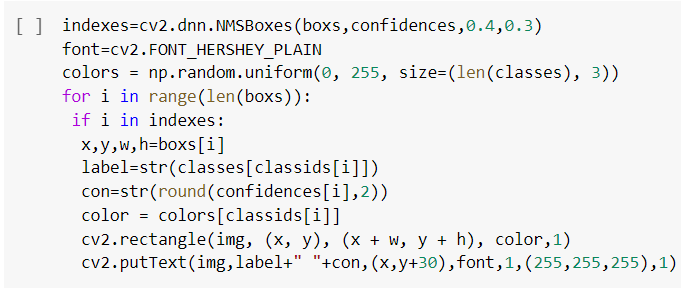 [ ] indexes=cv2.dnn.NMSBoxes(boxs,confidences,0.4,0.3)
font=cv2.FONT_HERSHEY_PLAIN
colors = np.random.uniform(0, 255, size=(len(classes), 3))
for i in range(len(boxs)):
 if i in indexes:
  x,y,w,h=boxs[i]
  label=str(classes[classids[i]])
  con=str(round(confidences[i],2))
  color = colors[classids[i]]
  cv2.rectangle(img, (x, y), (x + w, y + h), color,1)
  cv2.putText(img,label+" "+con,(x,y+30),font,1,(255,255,255),1)